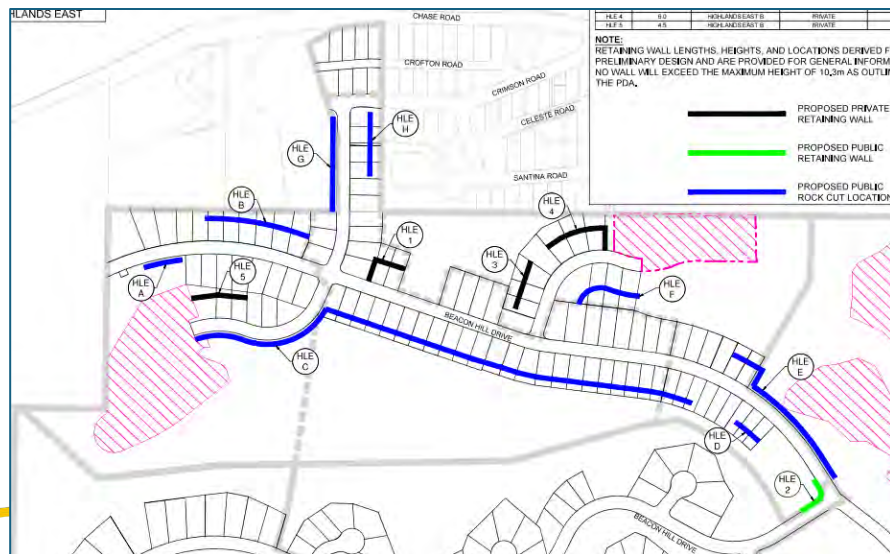 HLANDS EAST
CHASE ROAD
CROFTON ROAD
CRIMSON ROAD
CELESTE ROAD
SANTINA ROAD
HLE 4 6.0 HIGHLANDS EAST B PRIVATE
HLE 5 4.5 HIGHLANDS EAST B PRIVATE
NOTE:
RETAINING WALL LENGTHS, HEIGHTS, AND LOCATIONS DERIVED F
PRELIMINARY DESIGN AND ARE PROVIDED FOR GENERAL INFORM
NO WALL WILL EXCEED THE MAXIMUM HEIGHT OF 10.3m AS OUTLI
THE PDA.
PROPOSED PRIVATE
RETAINING WALL
PROPOSED PUBLIC
RETAINING WALL
PROPOSED PUBLIC
ROCK CUT LOCATION
HLE
H
HLE
G
HLE
B
HLE
1
HLE
4
HLE
3
HLE
5
HLE
A
HLE
F
BEACON HILL DRIVE
HLE
C
HLE
E
HLE
D
HLE
2
BEACON HILL DRIVE